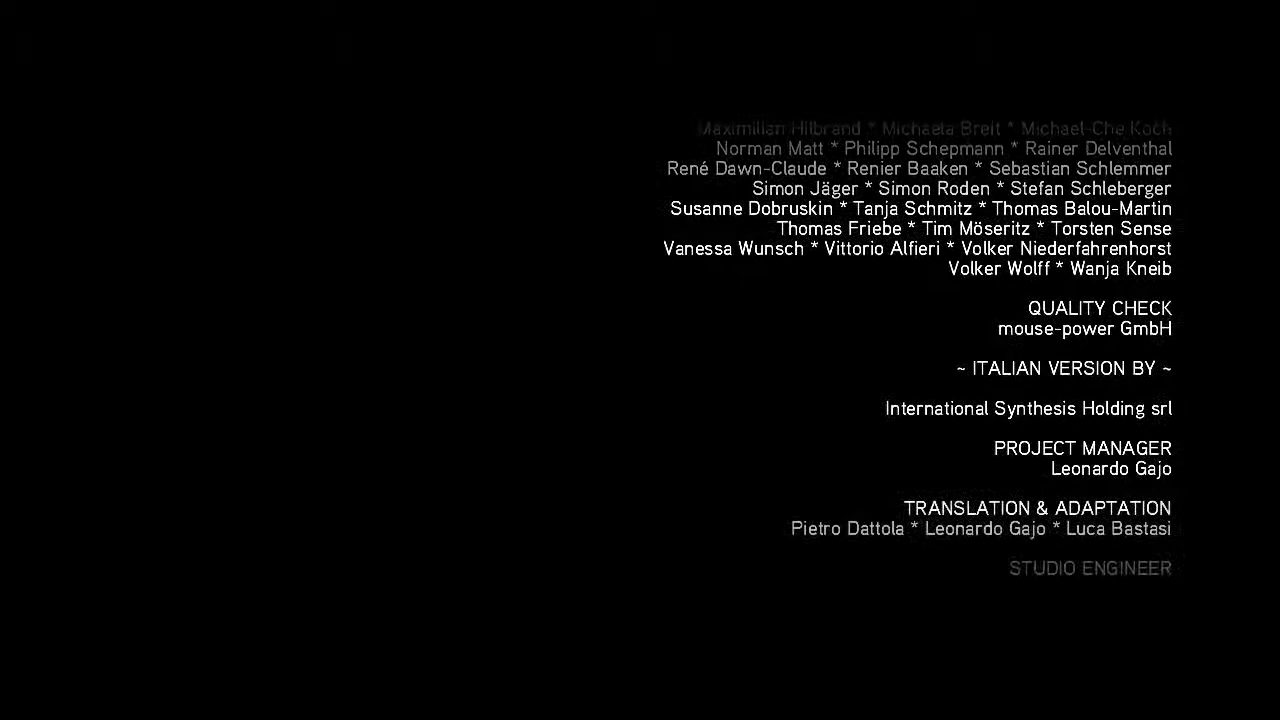 Maximilian Hilbrand * Michaela Breit * Michael-Che Koch
Norman Matt * Philipp Schepmann * Rainer Delventhal
René Dawn-Claude * Renier Baaken * Sebastian Schlemmer
Simon Jäger * Simon Roden * Stefan Schleberger
Susanne Dobruskin * Tanja Schmitz * Thomas Balou-Martin
Thomas Friebe * Tim Möseritz * Torsten Sense
Vanessa Wunsch * Vittorio Alfieri * Volker Niederfahrenhorst
Volker Wolff * Wanja Kneib
QUALITY CHECK
mouse-power GmbH
~ ITALIAN VERSION BY ~
International Synthesis Holding srl
PROJECT MANAGER
Leonardo Gajo
TRANSLATION & ADAPTATION
Pietro Dattola * Leonardo Gajo * Luca Bastasi
STUDIO ENGINEER